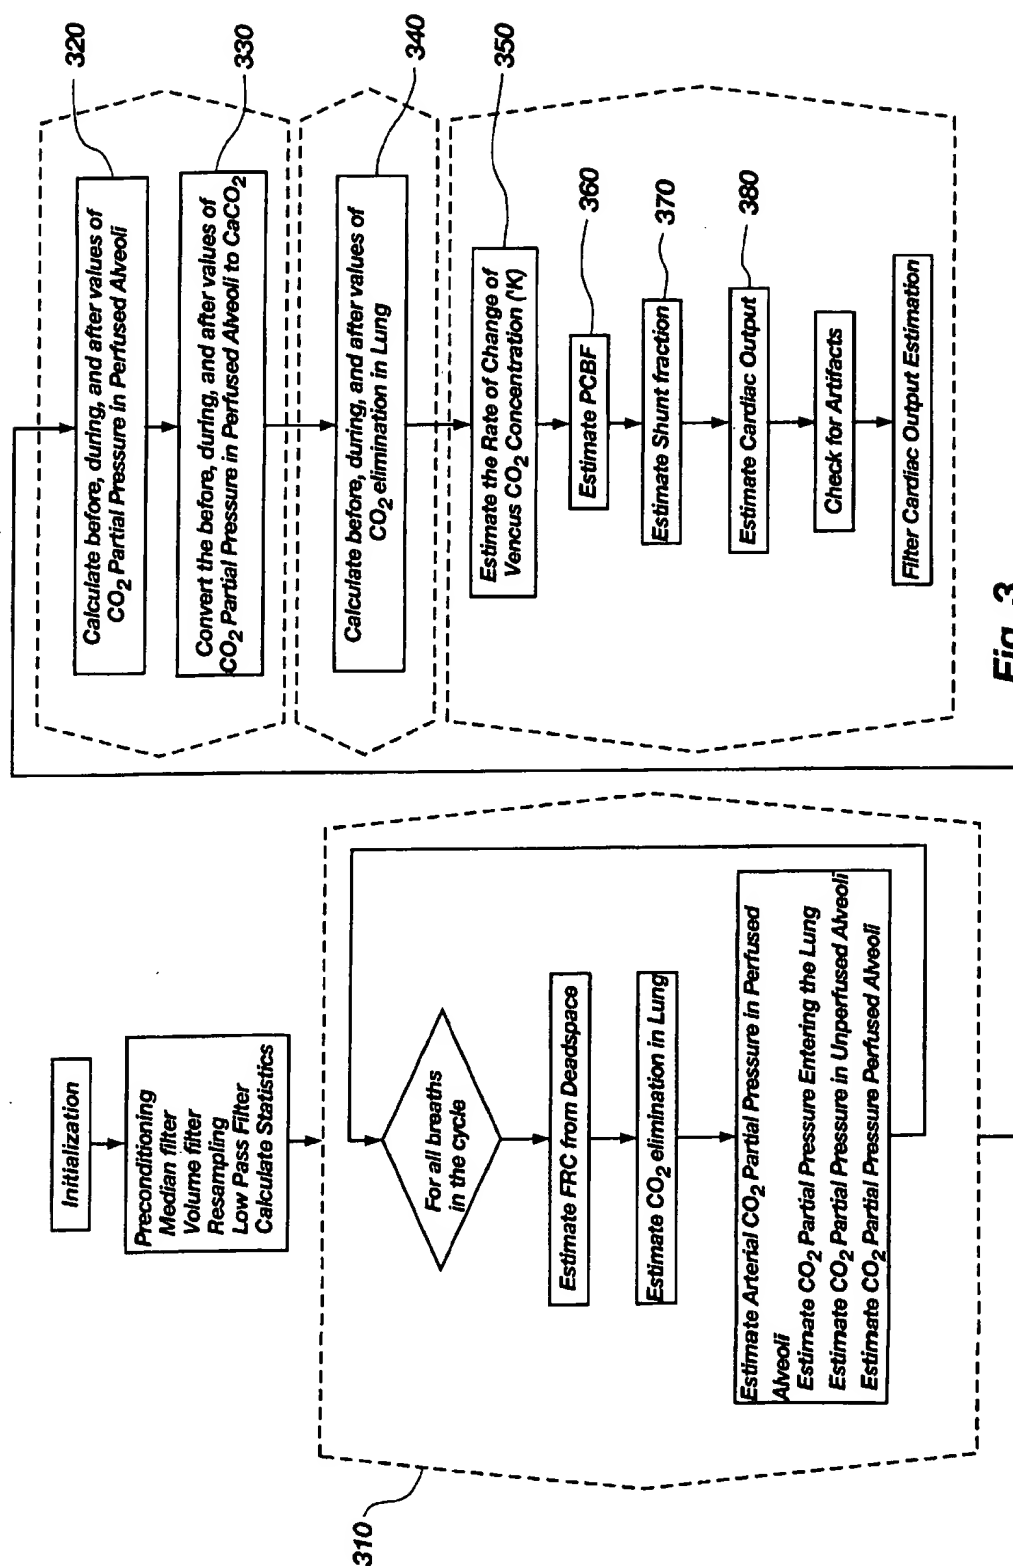 Initialization
Preconditioning
Median filter
Volume filter
Resampling
Low Pass Filter
Calculate Statistics
310
For all breaths
in the cycle
Estimate FRC from Deadspace
Estimate CO2 elimination in Lung
Estimate Arterial CO2 Partial Pressure in Perfused
Alveoli
Estimate CO2 Partial Pressure Entering the Lung
Estimate CO2 Partial Pressure in Unperfused Alveoli
Estimate CO2 Partial Pressure Perfused Alveoli
320
Calculate before, during, and after values of
CO2 Partial Pressure in Perfused Alveoli
330
Convert the before, during, and after values of
CO2 Partial Pressure in Perfused Alveoli to CaCO2
340
Calculate before, during, and after values of
CO2 elimination in Lung
350
Estimate the Rate of Change of
Vencus CO2 Concentration ('K)
360
Estimate PCBF
370
Estimate Shunt fraction
380
Estimate Cardiac Output
Check for Artifacts
Filter Cardiac Output Estimation
Fig. 3